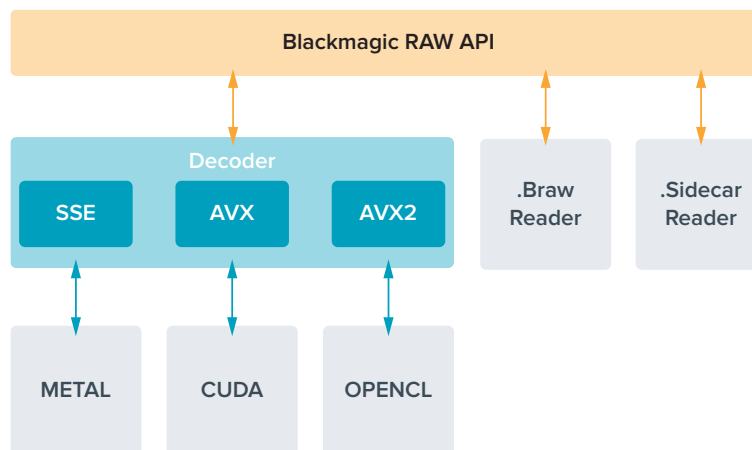 Blackmagic RAW API
Decoder
SSE
AVX
AVX2
.Braw
Reader
.Sidecar
Reader
METAL
CUDA
OPENCL